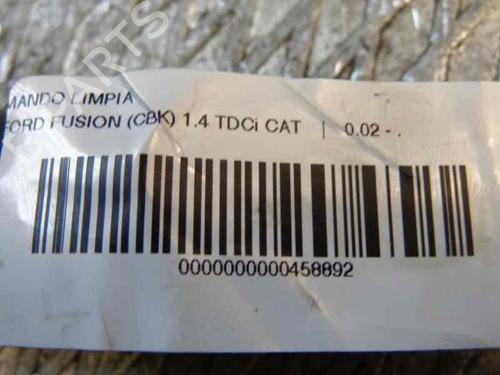 MANDO LIMPIA
FORD FUSION (CBK) 1.4 TDCi CAT | 0.02 - .
0000000000458892